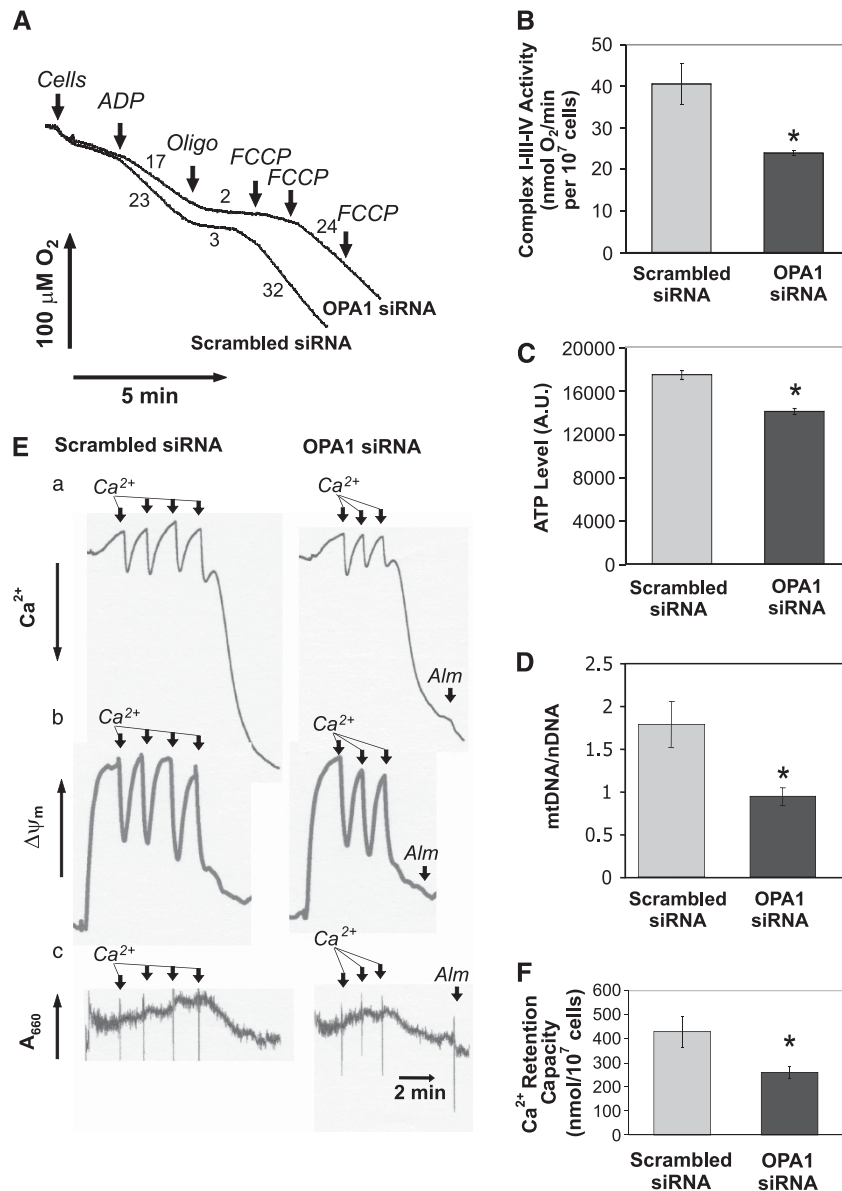 A
Cells
ADP
Oligo
FCCP
FCCP
FCCP
17
23
2
3
24
32
OPA1 siRNA
Scrambled siRNA
100 μM O2
5 min
B
Complex I-III-IV Activity
(nmol O2/min
per 10^7 cells)
50
40
30
20
10
0
*
Scrambled
siRNA
OPA1
siRNA
C
ATP Level (A.U.)
20000
16000
12000
8000
4000
0
*
Scrambled
siRNA
OPA1
siRNA
D
mtDNA/nDNA
2.5
2
1.5
1
0.5
0
*
Scrambled
siRNA
OPA1
siRNA
E
Scrambled siRNA
OPA1 siRNA
a
Ca2+
Ca2+
Ca2+
Alm
b
Ca2+
Ca2+
Δψm
Alm
c
Ca2+
Ca2+
Alm
A660
2 min
F
Ca2+ Retention
Capacity
(nmol/10^7 cells)
600
500
400
300
200
100
0
*
Scrambled
siRNA
OPA1
siRNA